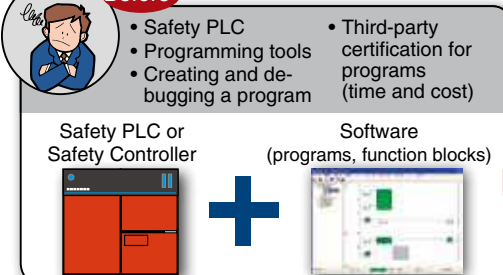 • Safety PLC
• Programming tools
• Creating and de-
bugging a program
• Third-party
certification for
programs
(time and cost)
Safety PLC or
Safety Controller
Software
(programs, function blocks)